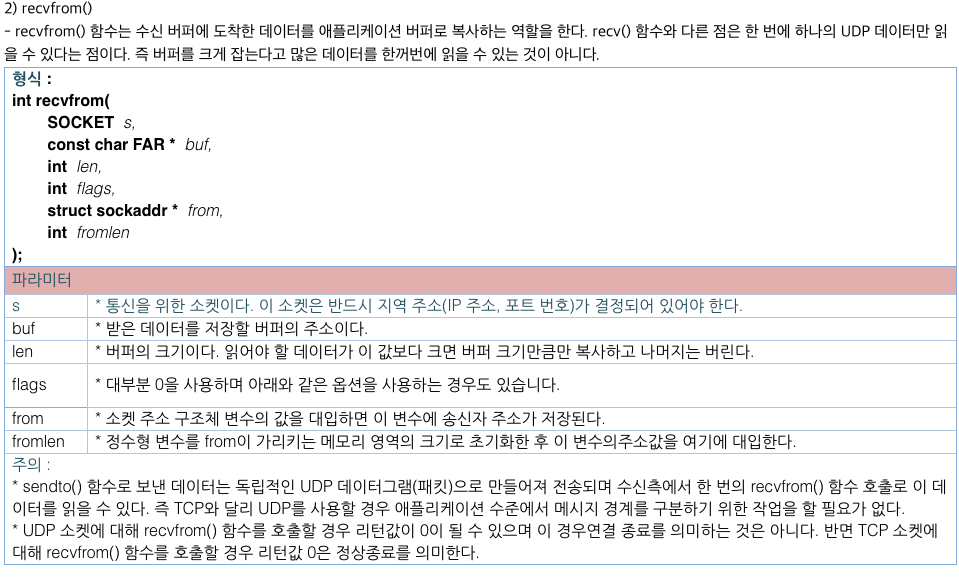 2) recvfrom()
- recvfrom() 함수는 수신 버퍼에 도착한 데이터를 애플리케이션 버퍼로 복사하는 역할을 한다. recv() 함수와 다른 점은 한 번에 하나의 UDP 데이터만 읽
을 수 있다는 점이다. 즉 버퍼를 크게 잡는다고 많은 데이터를 한꺼번에 읽을 수 있는 것이 아니다.
형식 :
int recvfrom(
SOCKET s,
const char FAR * buf,
int len,
int flags,
struct sockaddr * from,
int fromlen
);
파라미터
s * 통신을 위한 소켓이다. 이 소켓은 반드시 지역 주소(IP 주소, 포트 번호)가 결정되어 있어야 한다.
buf * 받은 데이터를 저장할 버퍼의 주소이다.
len * 버퍼의 크기이다. 읽어야 할 데이터가 이 값보다 크면 버퍼 크기만큼만 복사하고 나머지는 버린다.
flags * 대부분 0을 사용하며 아래와 같은 옵션을 사용하는 경우도 있습니다.
from * 소켓 주소 구조체 변수의 값을 대입하면 이 변수에 송신자 주소가 저장된다.
fromlen * 정수형 변수를 from이 가리키는 메모리 영역의 크기로 초기화한 후 이 변수의주소값을 여기에 대입한다.
주의 :
* sendto() 함수로 보낸 데이터는 독립적인 UDP 데이터그램(패킷)으로 만들어져 전송되며 수신측에서 한 번의 recvfrom() 함수 호출로 이 데
이터를 읽을 수 있다. 즉 TCP와 달리 UDP를 사용할 경우 애플리케이션 수준에서 메시지 경계를 구분하기 위한 작업을 할 필요가 없다.
* UDP 소켓에 대해 recvfrom() 함수를 호출할 경우 리턴값이 0이 될 수 있으며 이 경우연결 종료를 의미하는 것은 아니다. 반면 TCP 소켓에
대해 recvfrom() 함수를 호출할 경우 리턴값 0은 정상종료를 의미한다.